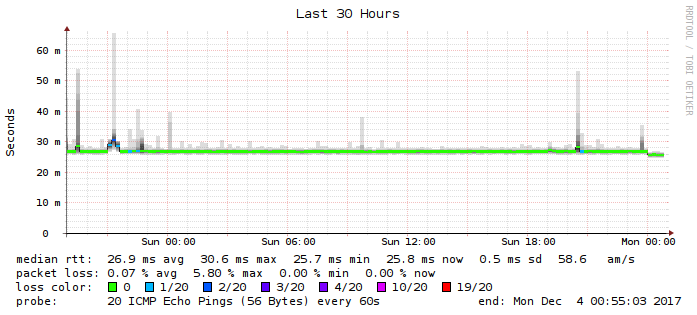 Last 30 Hours
RRDTOOL / TOBI OETIKER
Seconds
60 m
50 m
40 m
30 m
20 m
10 m
0
Sun 00:00 Sun 06:00 Sun 12:00 Sun 18:00 Mon 00:00
median rtt: 26.9 ms avg 30.6 ms max 25.7 ms min 25.8 ms now 0.5 ms sd 58.6 am/s
packet loss: 0.07 % avg 5.80 % max 0.00 % min 0.00 % now
loss color: 0 1/20 2/20 3/20 4/20 10/20 19/20
probe: 20 ICMP Echo Pings (56 Bytes) every 60s end: Mon Dec 4 00:55:03 2017